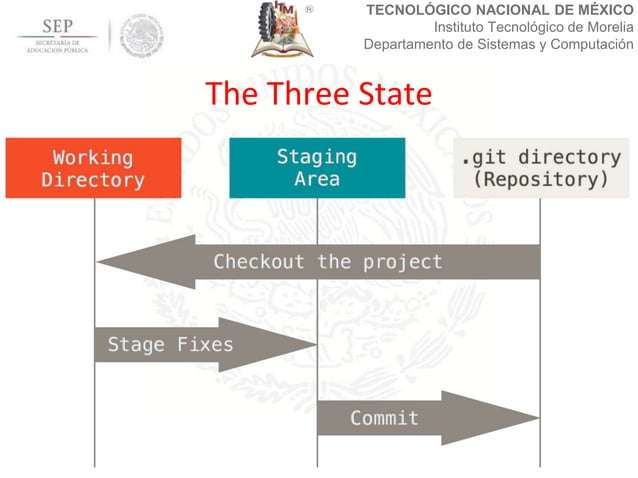 SEP
SECRETARÍA DE
EDUCACIÓN PÚBLICA
ITM
®
TECNOLÓGICO NACIONAL DE MÉXICO
Instituto Tecnológico de Morelia
Departamento de Sistemas y Computación
The Three State
Working
Directory
Staging
Area
.git directory
(Repository)
Checkout the project
Stage Fixes
Commit